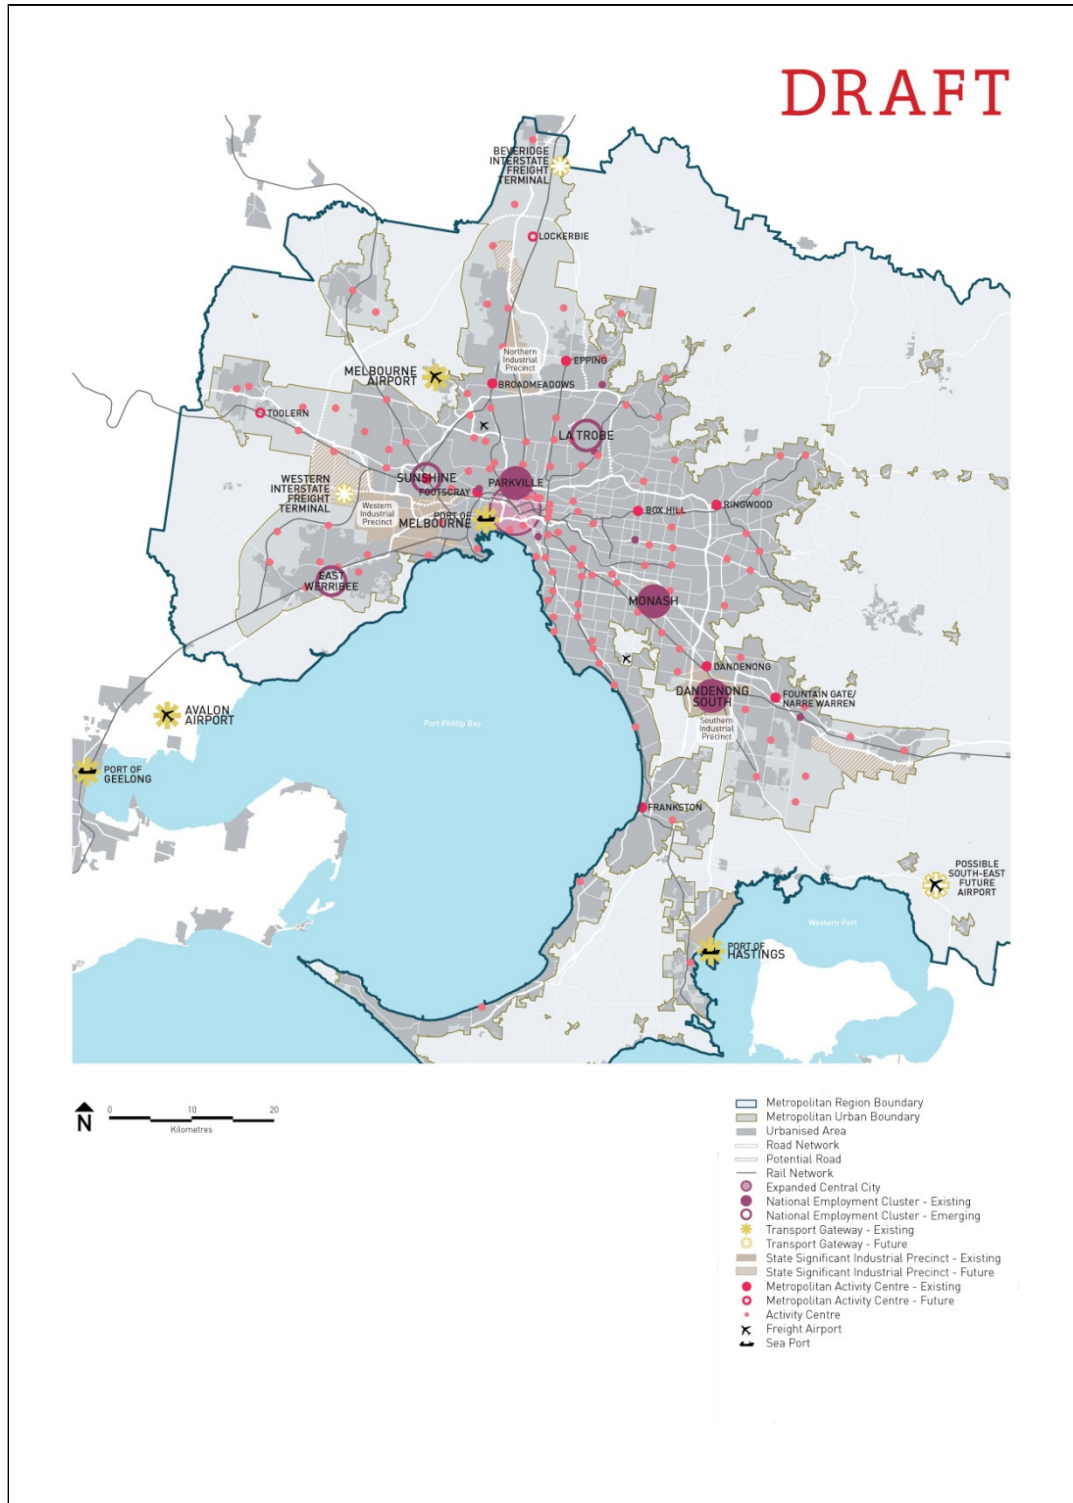 DRAFT
BEVERIDGE
INTERSTATE
FREIGHT
TERMINAL
LOCKERBIE
Northern
Industrial
Precinct
EPPING
MELBOURNE
AIRPORT
BROADMEADOWS
TOOLERN
LA TROBE
SUNSHINE
PARKVILLE
WESTERN
INTERSTATE
FREIGHT
TERMINAL
FOOTSCRAY
Western
Industrial
Precinct
PORT OF
MELBOURNE
BOX HILL
RINGWOOD
EAST
WERRIBEE
MONASH
DANDENONG
DANDENONG
SOUTH
FOUNTAIN GATE/
NARRE WARREN
Southern
Industrial
Precinct
AVALON
AIRPORT
Port Phillip Bay
PORT OF
GEELONG
FRANKSTON
POSSIBLE
SOUTH-EAST
FUTURE
AIRPORT
Western Port
PORT OF
HASTINGS
N
0 10 20
Kilometres
Metropolitan Region Boundary
Metropolitan Urban Boundary
Urbanised Area
Road Network
Potential Road
Rail Network
Expanded Central City
National Employment Cluster - Existing
National Employment Cluster - Emerging
Transport Gateway - Existing
Transport Gateway - Future
State Significant Industrial Precinct - Existing
State Significant Industrial Precinct - Future
Metropolitan Activity Centre - Existing
Metropolitan Activity Centre - Future
Activity Centre
Freight Airport
Sea Port